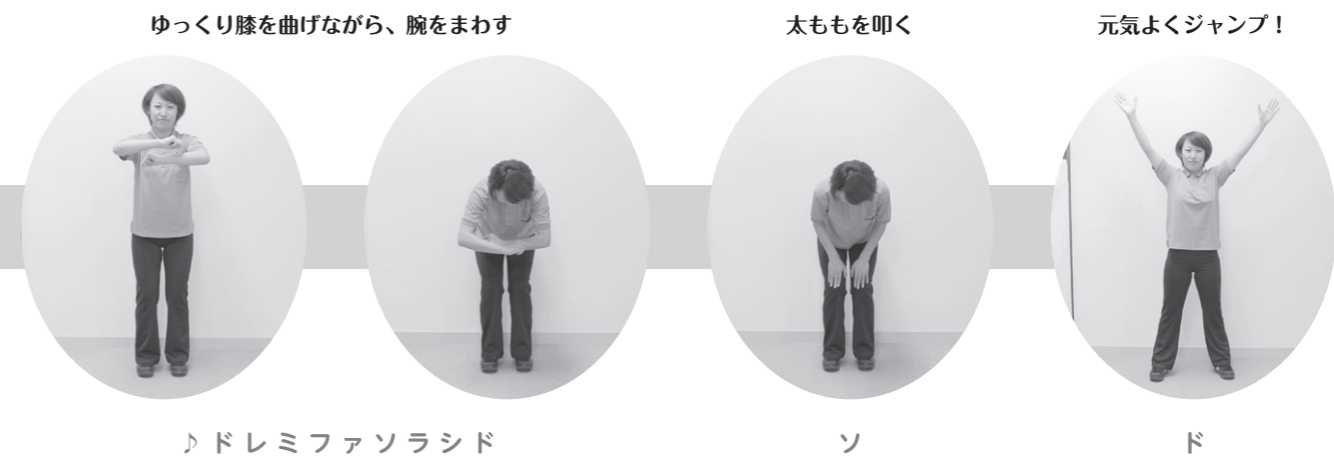 ゆっくり膝を曲げながら、腕をまわす
太ももを叩く
元気よくジャンプ！
♪ドレミファソラシド
ソ
ド